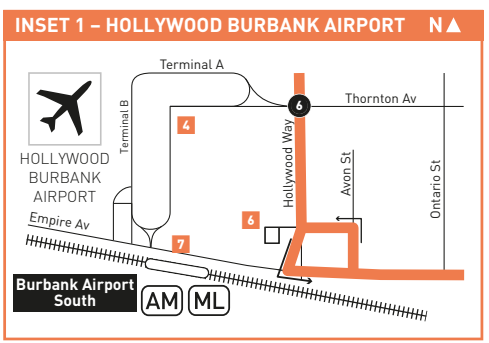 INSET 1 – HOLLYWOOD BURBANK AIRPORT N▲
Terminal A
6
Thornton Av
Terminal B
4
HOLLYWOOD
BURBANK
AIRPORT
Hollywood Way
Avon St
Ontario St
Empire Av
6
7
Burbank Airport
South
AM
ML